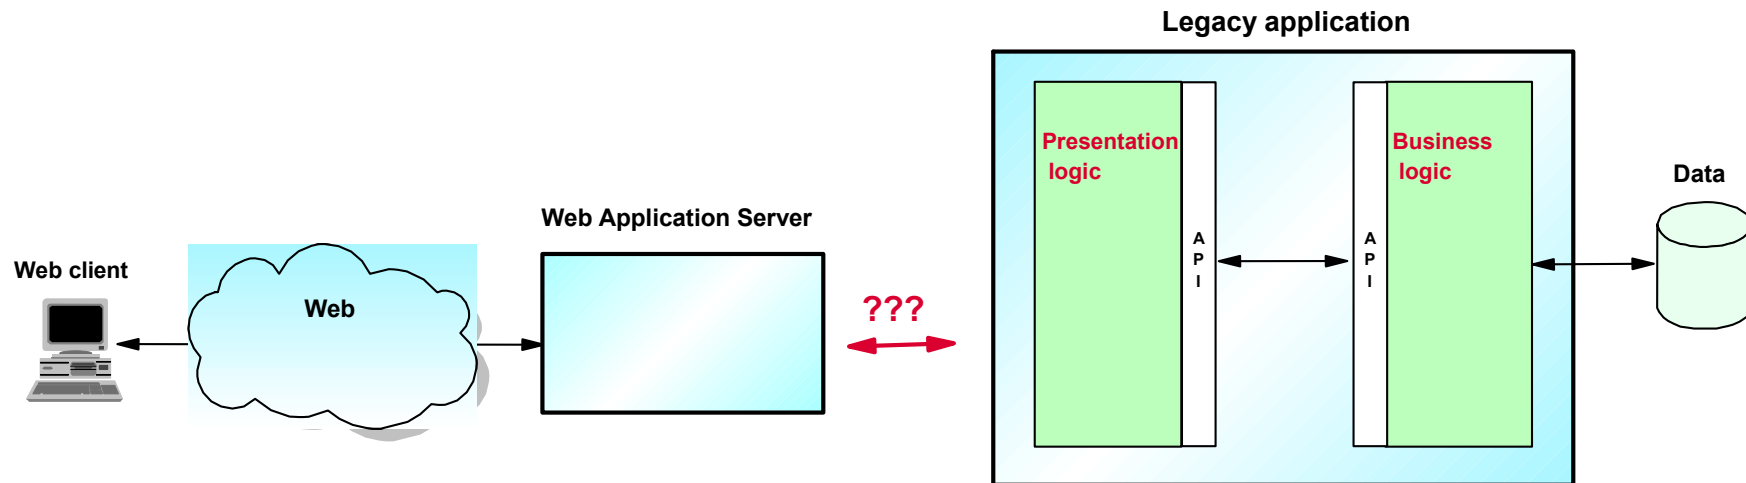 Legacy application
Presentation
logic
Business
logic
Data
Web Application Server
A
P
I
A
P
I
Web client
Web
???